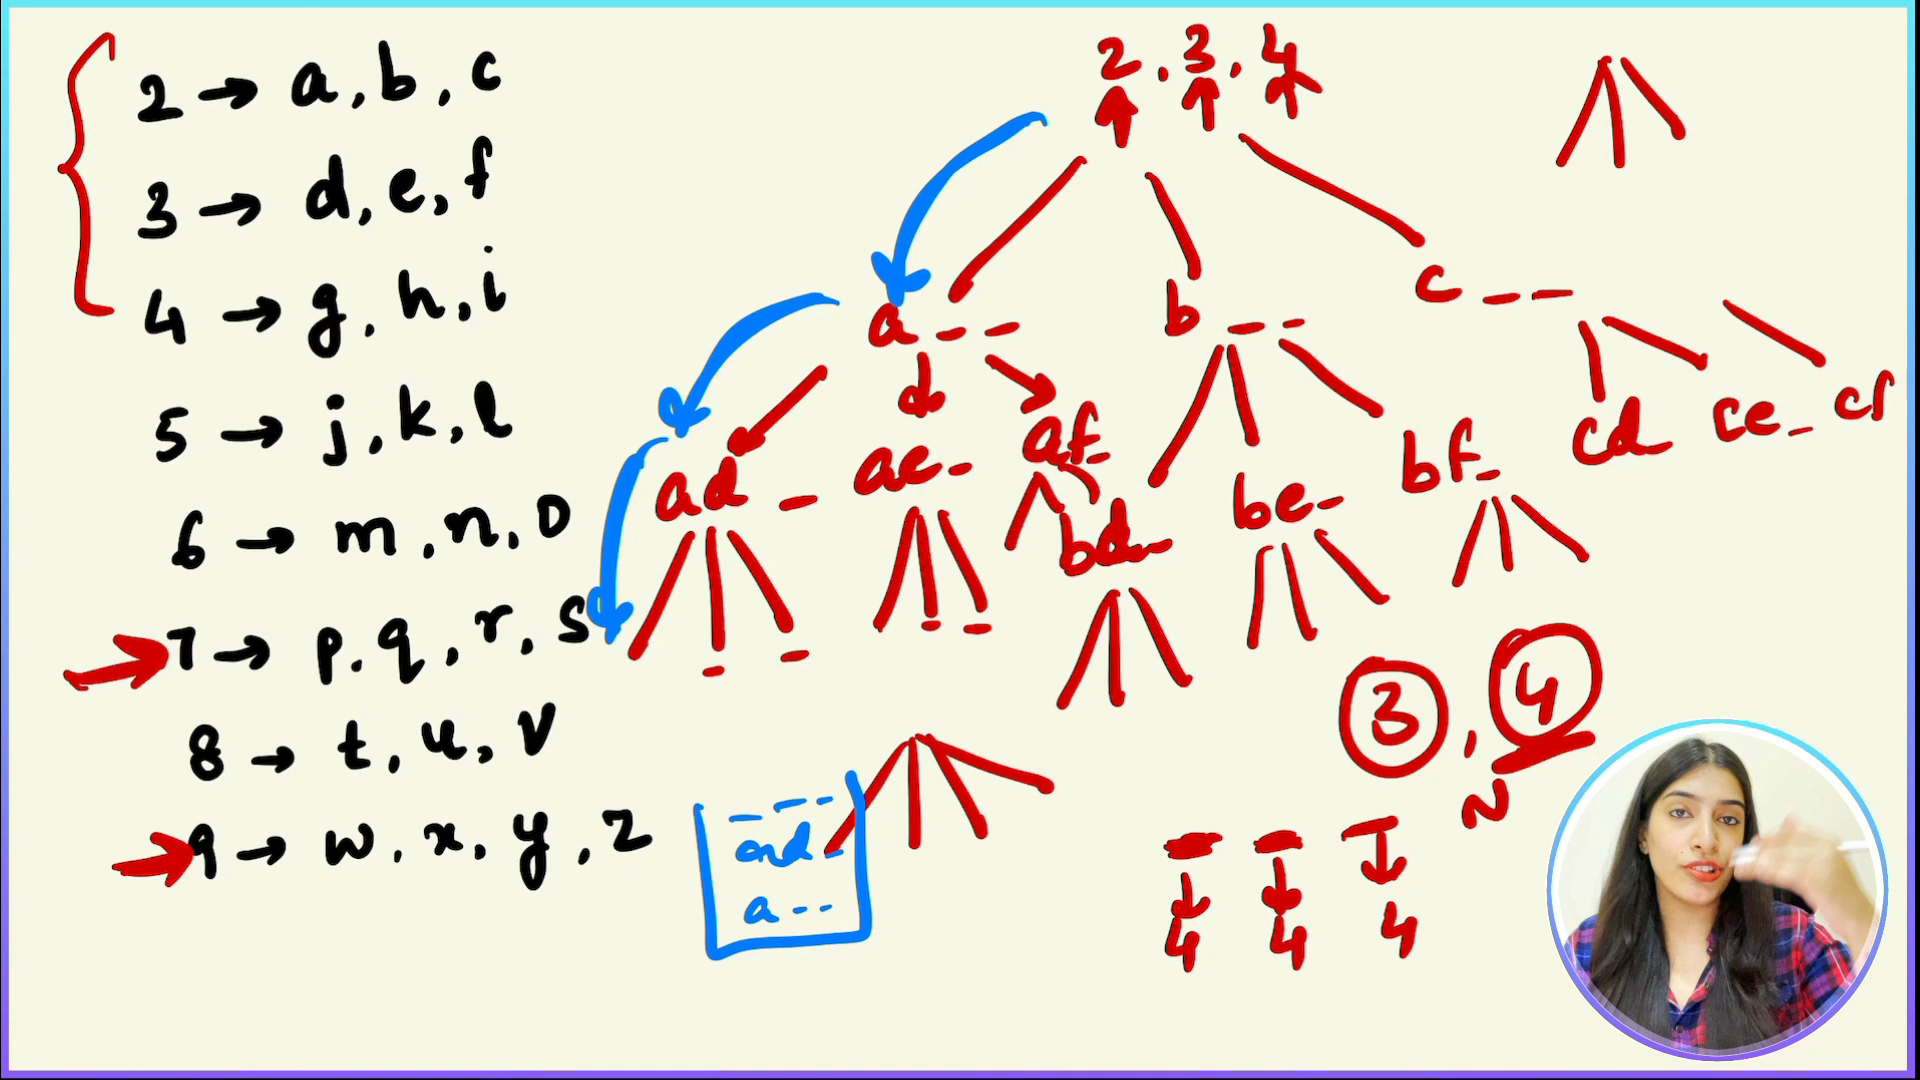 2 → a, b, c
3 → d, e, f
4 → g, h, i
5 → j, k, l
6 → m, n, o
7 → p, q, r, s
8 → t, u, v
9 → w, x, y, z
2, 3, 4
a _ _
b _ _
c _ _
d
ad _
ae _
af _
bd _
be _
bf _
cd _
ce _
cf
3, 4
N
4 4 4
ad _
a _ _